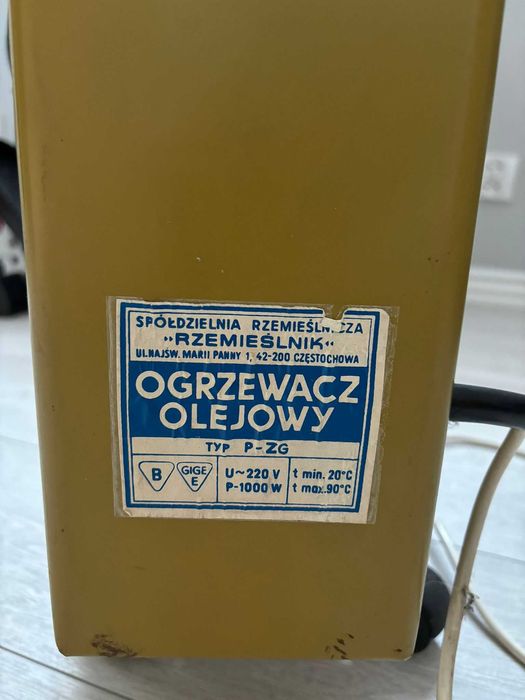 SPÓŁDZIELNIA RZEMIEŚLNICZA
»RZEMIEŚLNIK«
UL.NAJŚW. MARII PANNY 1, 42-200 CZĘSTOCHOWA
OGRZEWACZ
OLEJOWY
TYP P-ZG
B
GIGE
E
U~220 V
P-1000 W
t min. 20°C
t max. 90°C